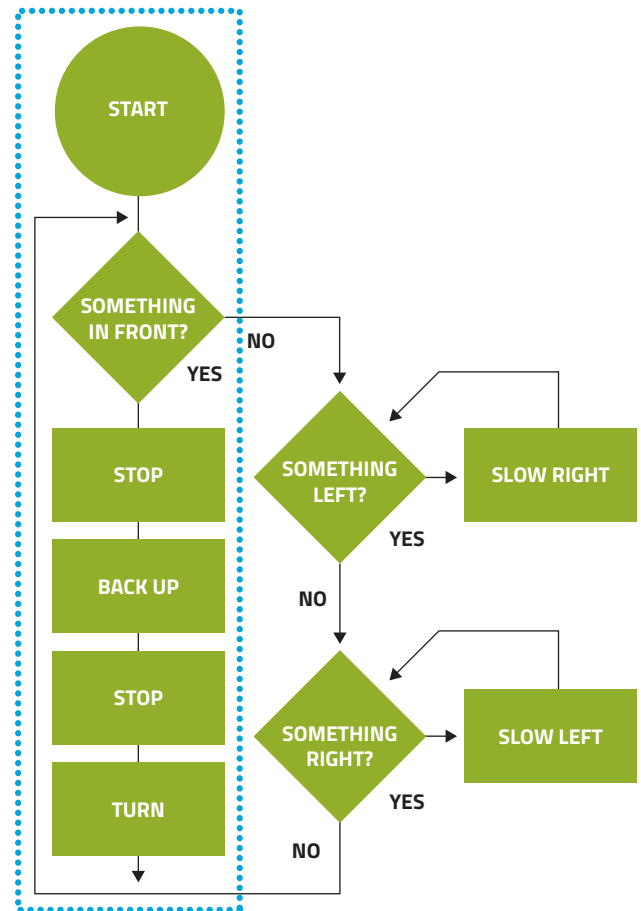 START
SOMETHING
IN FRONT?
NO
YES
STOP
SOMETHING
LEFT?
SLOW RIGHT
YES
BACK UP
NO
STOP
SOMETHING
RIGHT?
SLOW LEFT
YES
TURN
NO